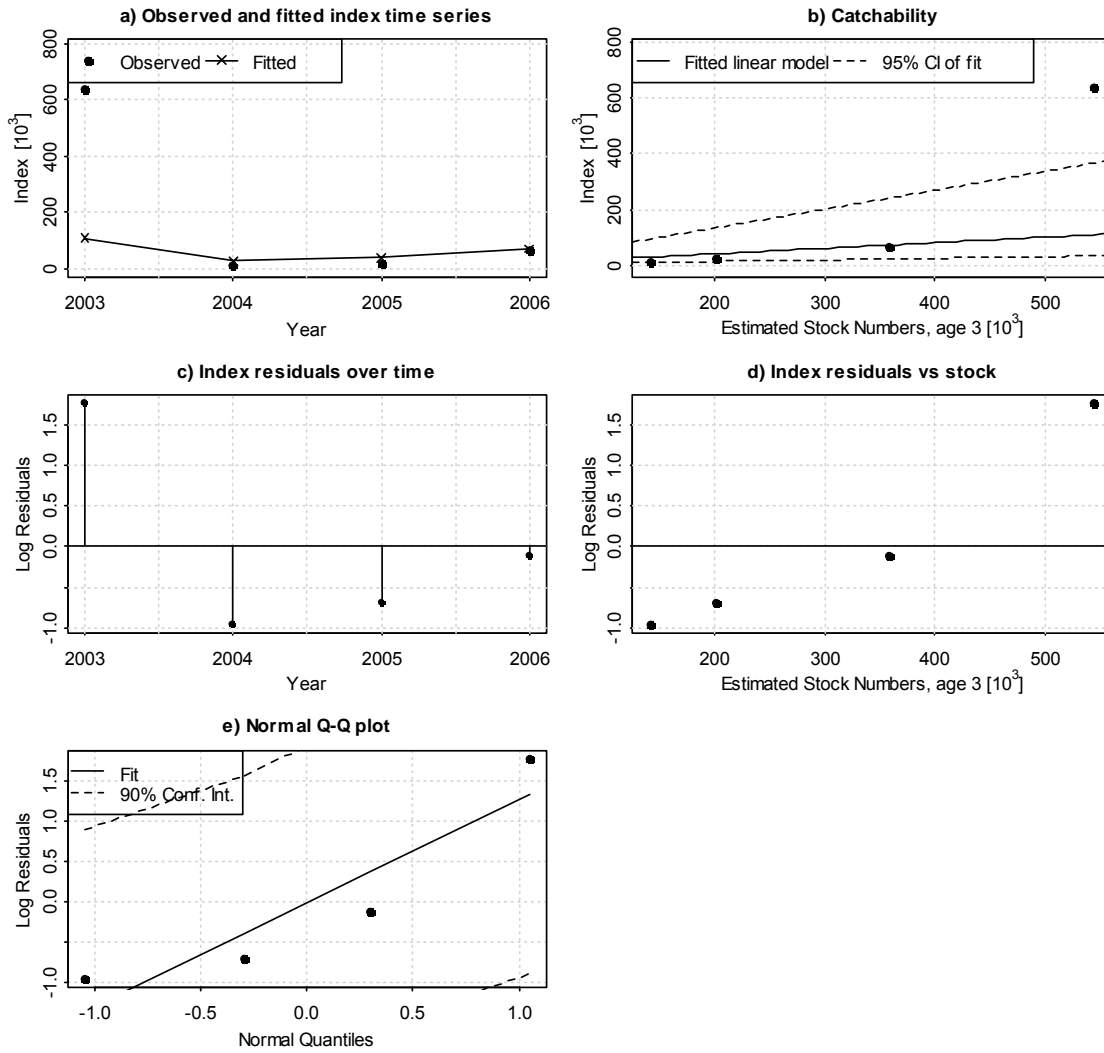 a) Observed and fitted index time series
Observed Fitted
Index [10³]
0 200 400 600 800
2003 2004 2005 2006
Year
b) Catchability
Fitted linear model 95% CI of fit
Index [10³]
0 200 400 600 800
200 300 400 500
Estimated Stock Numbers, age 3 [10³]
c) Index residuals over time
Log Residuals
-1.0 0.0 0.5 1.0 1.5
2003 2004 2005 2006
Year
d) Index residuals vs stock
Log Residuals
-1.0 0.0 0.5 1.0 1.5
200 300 400 500
Estimated Stock Numbers, age 3 [10³]
e) Normal Q-Q plot
Fit
90% Conf. Int.
Log Residuals
-1.0 0.0 0.5 1.0 1.5
-1.0 -0.5 0.0 0.5 1.0
Normal Quantiles